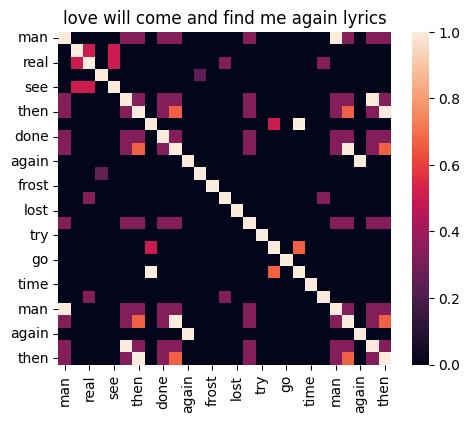 love will come and find me again lyrics
man
real
see
then
done
again
frost
lost
try
go
time
man
again
then
1.0
0.8
0.6
0.4
0.2
0.0
man real see then done again frost lost try go time man again then